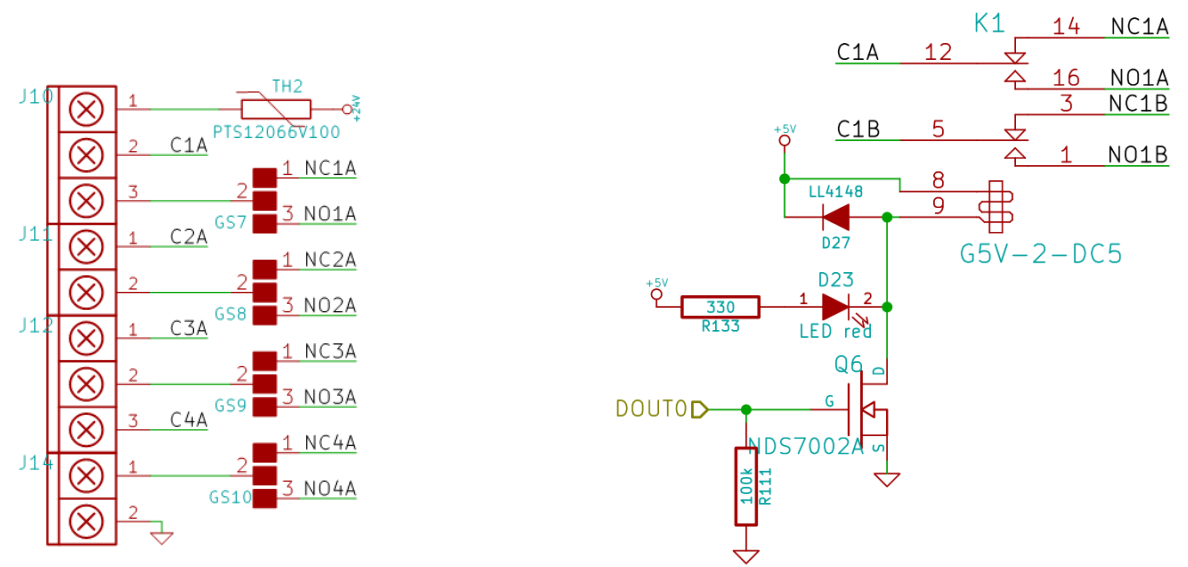 J10
1
TH2
+24V
PTS12066V100
2 C1A
3
2
1 NC1A
3 NO1A
GS7
J11
1 C2A
2
2
1 NC2A
3 NO2A
GS8
J12
1 C3A
2
2
1 NC3A
3 NO3A
GS9
3 C4A
J14
1
2
1 NC4A
3 NO4A
GS10
2
K1
14 NC1A
C1A 12
16 NO1A
3 NC1B
C1B 5
1 NO1B
+5V
8
LL4148
9
D27
G5V-2-DC5
+5V
330
R133
D23
1 2
LED red
Q6
D
G
S
DOUT0
NDS7002A
100k
R111